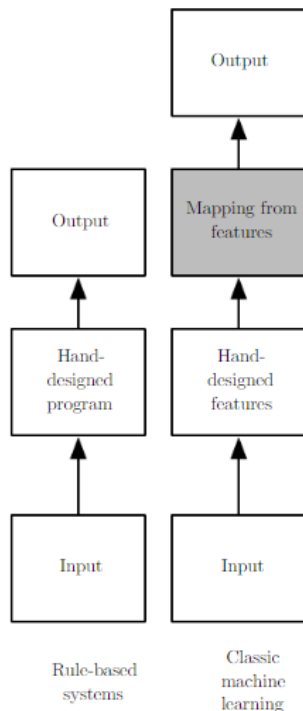 Output
Output
Mapping from
features
Hand-
designed
program
Hand-
designed
features
Input
Input
Rule-based
systems
Classic
machine
learning